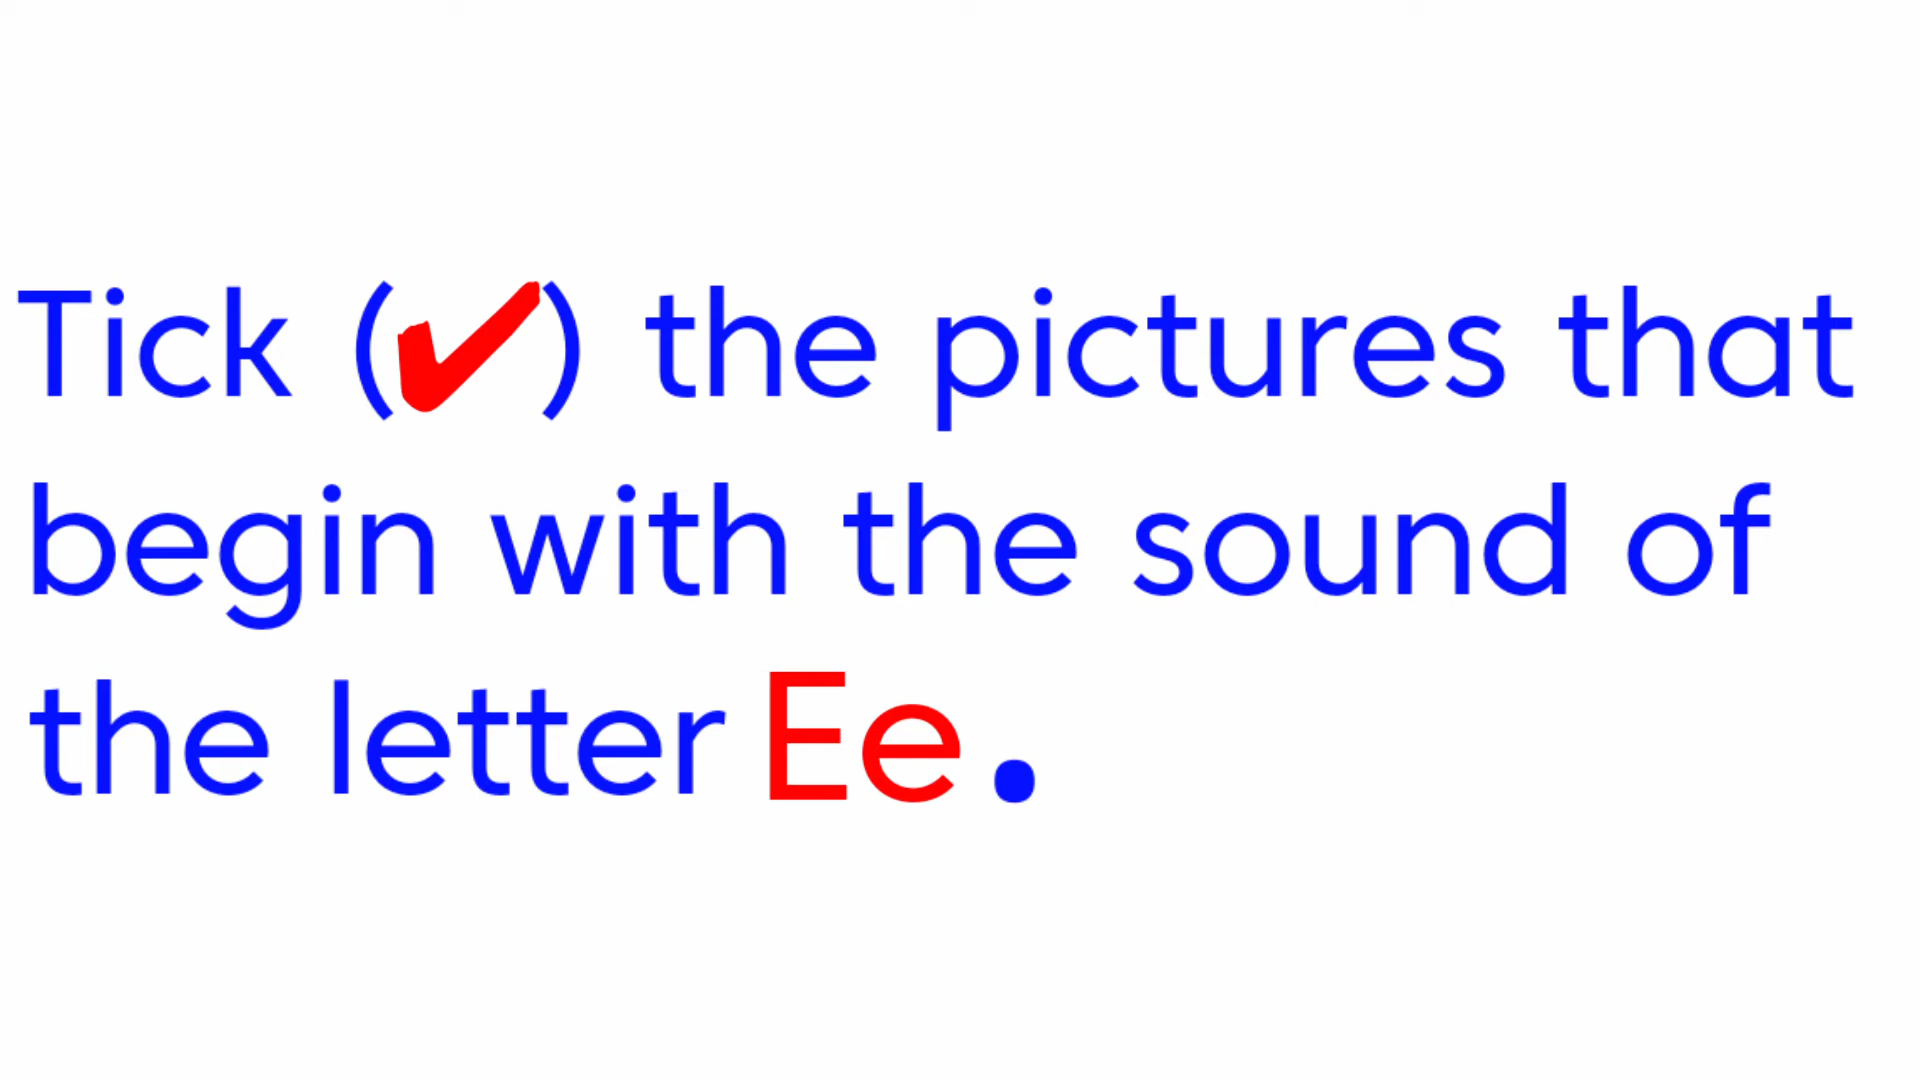 Tick (✔) the pictures that
begin with the sound of
the letter Ee.